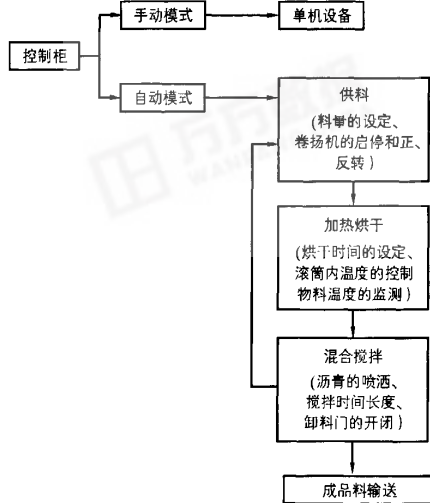 手动模式
单机设备
控制柜
自动模式
供料
(料量的设定、
卷扬机的启停和正、
反转)
加热烘干
(烘干时间的设定、
滚筒内温度的控制
物料温度的监测)
混合搅拌
(沥青的喷洒、
搅拌时间长度、
卸料门的开闭)
成品料输送